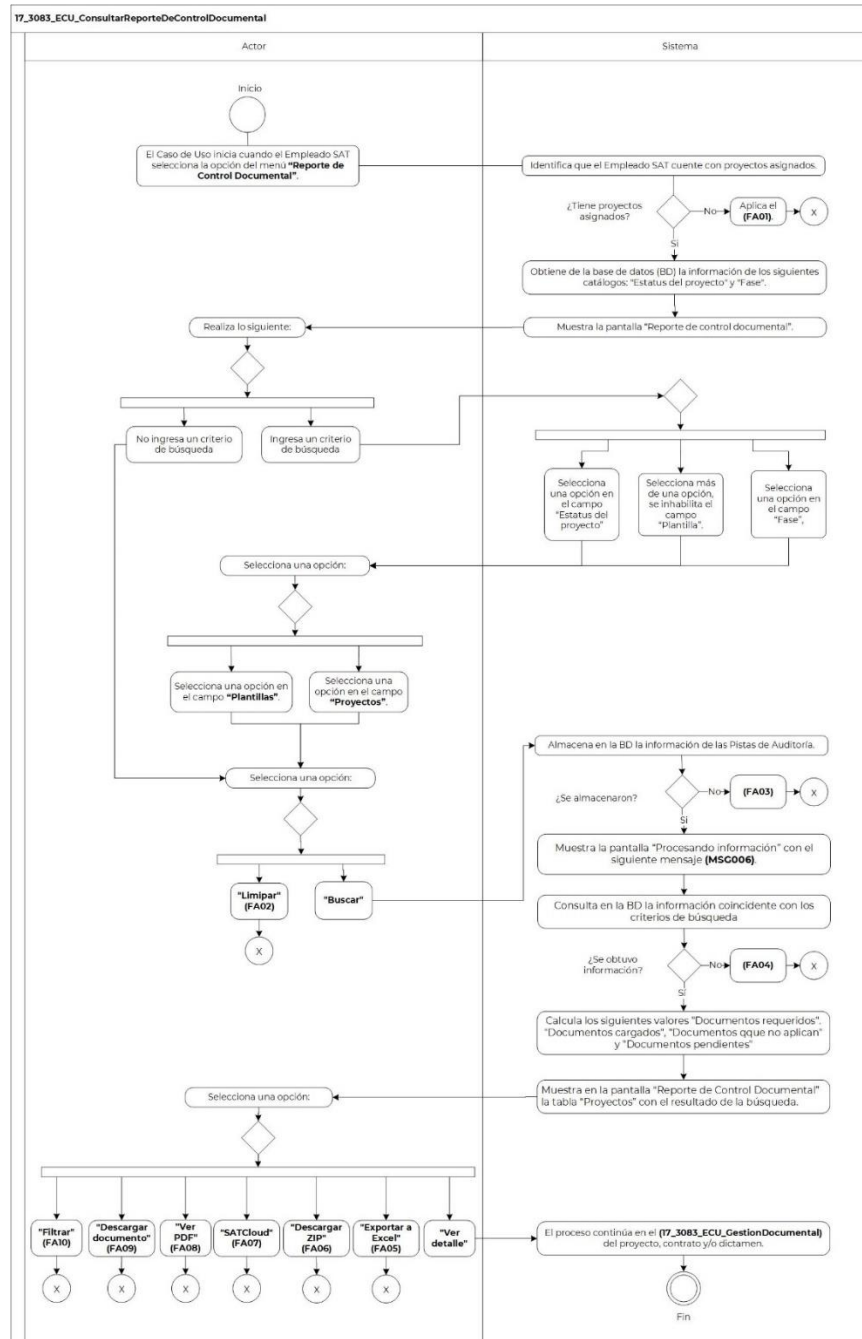 17_3083_ECU_ConsultarReporteDeControlDocumental
Actor
Sistema
Inicio
El Caso de Uso inicia cuando el Empleado SAT
selecciona la opción del menú “Reporte de
Control Documental”.
Identifica que el Empleado SAT cuente con proyectos asignados.
¿Tiene proyectos
asignados?
No
Aplica el
(FA01).
X
Si
Obtiene de la base de datos (BD) la información de los siguientes
catálogos: "Estatus del proyecto" y "Fase".
Muestra la pantalla “Reporte de control documental”.
Realiza lo siguiente:
No ingresa un criterio
de búsqueda
Ingresa un criterio
de búsqueda
Selecciona
una opción en
el campo
“Estatus del
proyecto”
Selecciona más
de una opción,
se inhabilita el
campo
“Plantilla”.
Selecciona
una opción en
el campo
“Fase”,
Selecciona una opción:
Selecciona una opción en
el campo “Plantillas”.
Selecciona una
opción en el campo
“Proyectos”.
Selecciona una opción:
"Limipar"
(FA02)
"Buscar"
X
Almacena en la BD la información de las Pistas de Auditoría.
¿Se almacenaron?
No
(FA03)
X
Si
Muestra la pantalla “Procesando información” con el
siguiente mensaje (MSG006).
Consulta en la BD la información coincidente con los
criterios de búsqueda
¿Se obtuvo
información?
No
(FA04)
X
Si
Calcula los siguientes valores "Documentos requeridos".
"Documentos cargados", "Documentos qque no aplican"
y "Documentos pendientes"
Muestra en la pantalla “Reporte de Control Documental”
la tabla “Proyectos” con el resultado de la búsqueda.
Selecciona una opción:
"Filtrar"
(FA10)
"Descargar
documento"
(FA09)
"Ver
PDF"
(FA08)
"SATCloud"
(FA07)
"Descargar
ZIP"
(FA06)
"Exportar a
Excel"
(FA05)
"Ver
detalle"
X
X
X
X
X
X
El proceso continúa en el (17_3083_ECU_GestionDocumental)
del proyecto, contrato y/o dictamen.
Fin